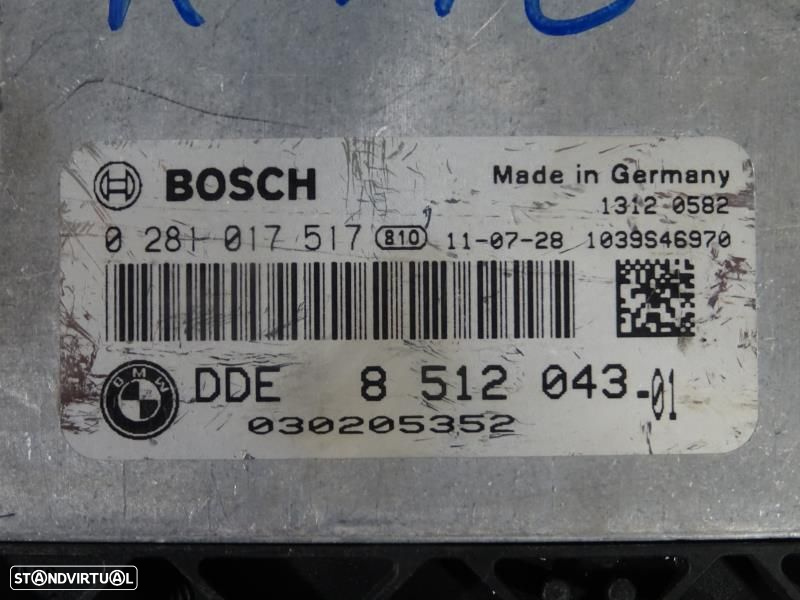 BOSCH
Made in Germany
1312 0582
0 281 017 517 810 11-07-28 1039S46970
BMW
DDE 8 512 043-01
030205352
STANDVIRTUAL